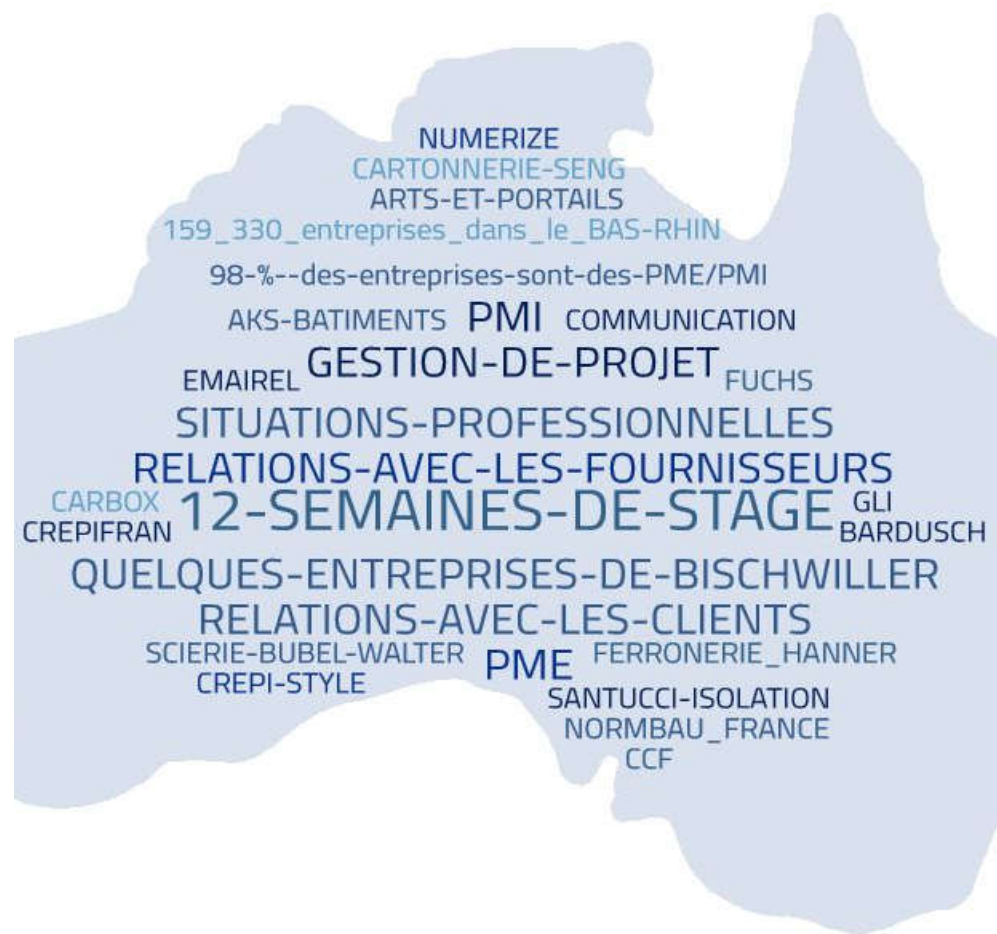 NUMERIZE
CARTONNERIE-SENG
ARTS-ET-PORTAILS
159_330_entreprises_dans_le_BAS-RHIN
98-%--des-entreprises-sont-des-PME/PMI
AKS-BATIMENTS PMI COMMUNICATION
EMAIREL GESTION-DE-PROJET FUCHS
SITUATIONS-PROFESSIONNELLES
RELATIONS-AVEC-LES-FOURNISSEURS
CARBOX 12-SEMAINES-DE-STAGE GLI
CREPIFRAN BARDUSCH
QUELQUES-ENTREPRISES-DE-BISCHWILLER
RELATIONS-AVEC-LES-CLIENTS
SCIERIE-BUBEL-WALTER PME FERRONERIE_HANNER
CREPI-STYLE
SANTUCCI-ISOLATION
NORMBAU_FRANCE
CCF